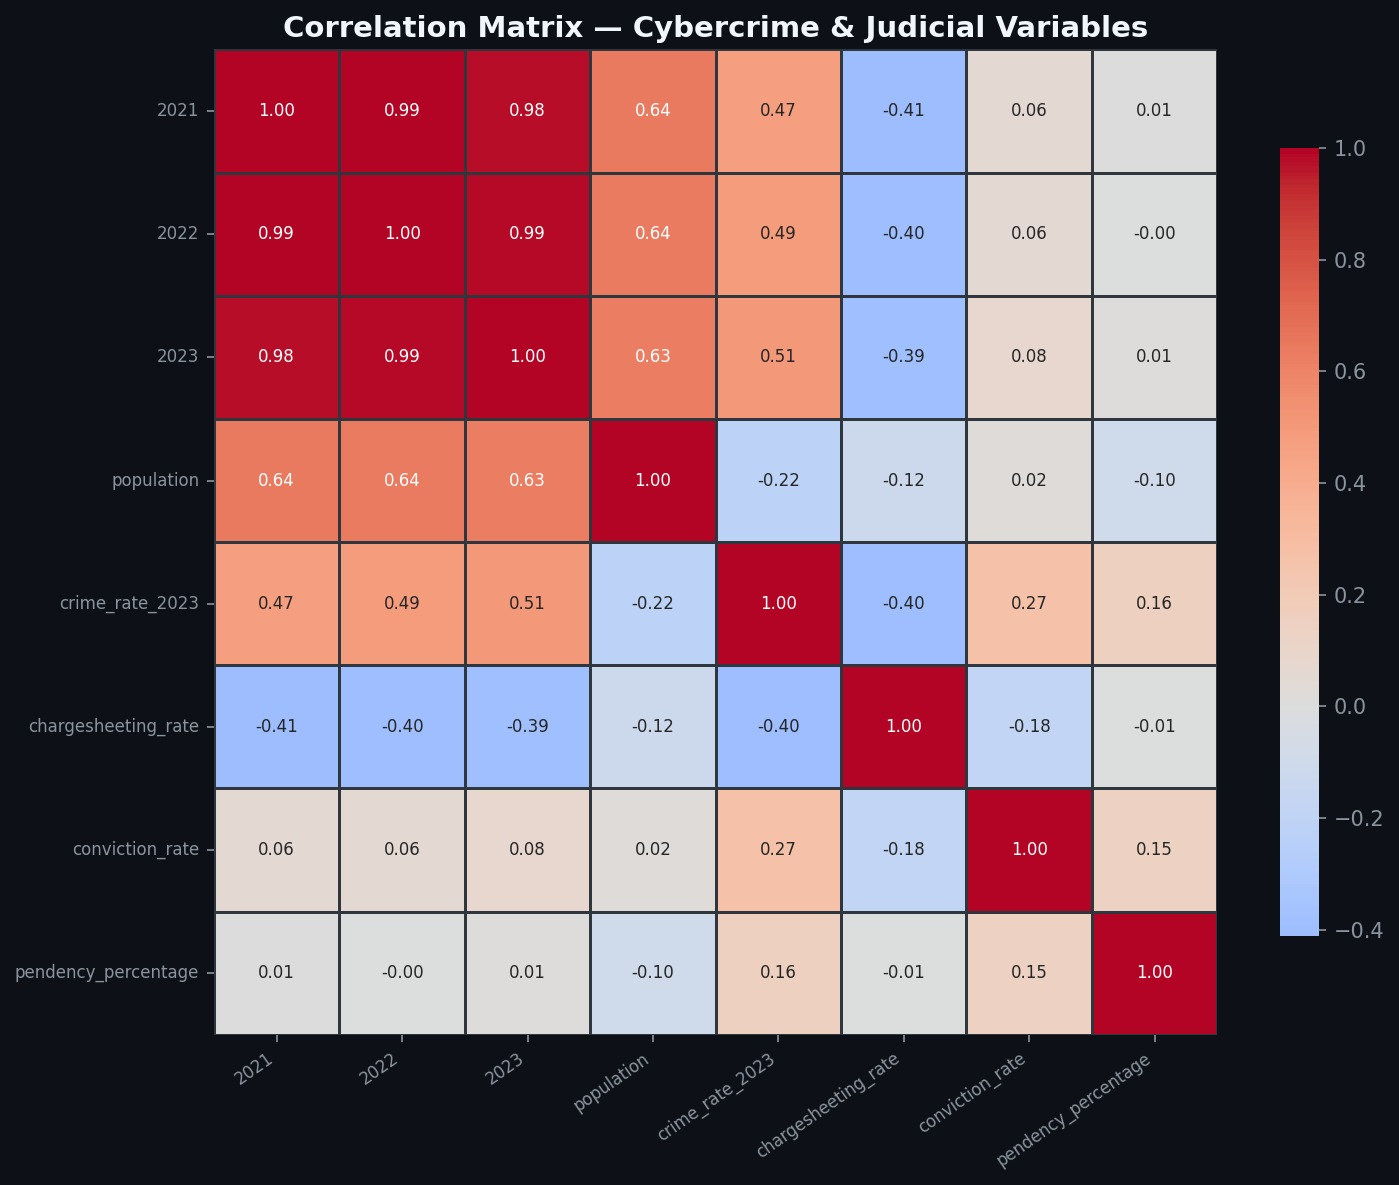 Correlation Matrix — Cybercrime & Judicial Variables
2021 1.00 0.99 0.98 0.64 0.47 -0.41 0.06 0.01
2022 0.99 1.00 0.99 0.64 0.49 -0.40 0.06 -0.00
2023 0.98 0.99 1.00 0.63 0.51 -0.39 0.08 0.01
population 0.64 0.64 0.63 1.00 -0.22 -0.12 0.02 -0.10
crime_rate_2023 0.47 0.49 0.51 -0.22 1.00 -0.40 0.27 0.16
chargesheeting_rate -0.41 -0.40 -0.39 -0.12 -0.40 1.00 -0.18 -0.01
conviction_rate 0.06 0.06 0.08 0.02 0.27 -0.18 1.00 0.15
pendency_percentage 0.01 -0.00 0.01 -0.10 0.16 -0.01 0.15 1.00
2021 2022 2023 population crime_rate_2023 chargesheeting_rate conviction_rate pendency_percentage
1.0
0.8
0.6
0.4
0.2
0.0
−0.2
−0.4